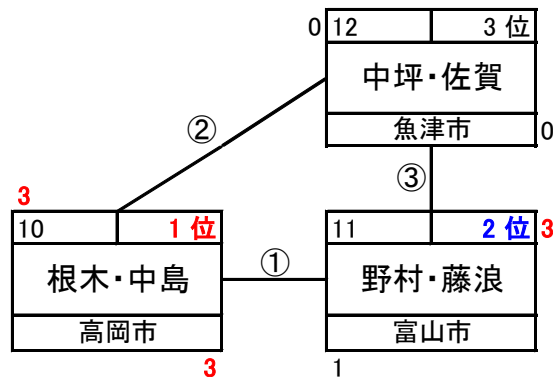 0 12 3 位
中坪・佐賀
魚津市 0
②
③
3
10 1 位
根木・中島
高岡市
3
①
11 2 位 3
野村・藤浪
富山市
1